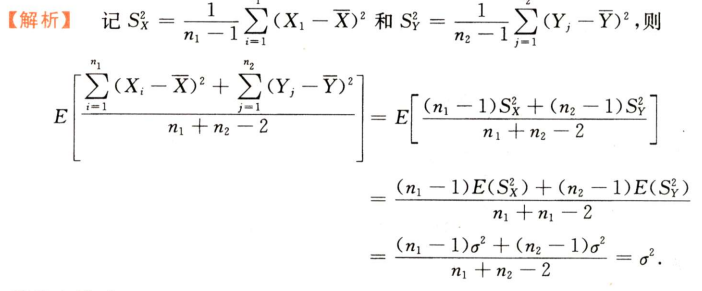 【解析】 记 $S_X^2 = \frac{1}{n_1-1}\sum_{i=1}(X_1-\overline{X})^2$ 和 $S_Y^2 = \frac{1}{n_2-1}\sum_{j=1}(Y_j-\overline{Y})^2$,则
$E\left[\frac{\sum_{i=1}^{n_1}(X_i-\overline{X})^2+\sum_{j=1}^{n_2}(Y_j-\overline{Y})^2}{n_1+n_2-2}\right] = E\left[\frac{(n_1-1)S_X^2+(n_2-1)S_Y^2}{n_1+n_2-2}\right]$
$= \frac{(n_1-1)E(S_X^2)+(n_2-1)E(S_Y^2)}{n_1+n_1-2}$
$= \frac{(n_1-1)\sigma^2+(n_2-1)\sigma^2}{n_1+n_2-2} = \sigma^2.$